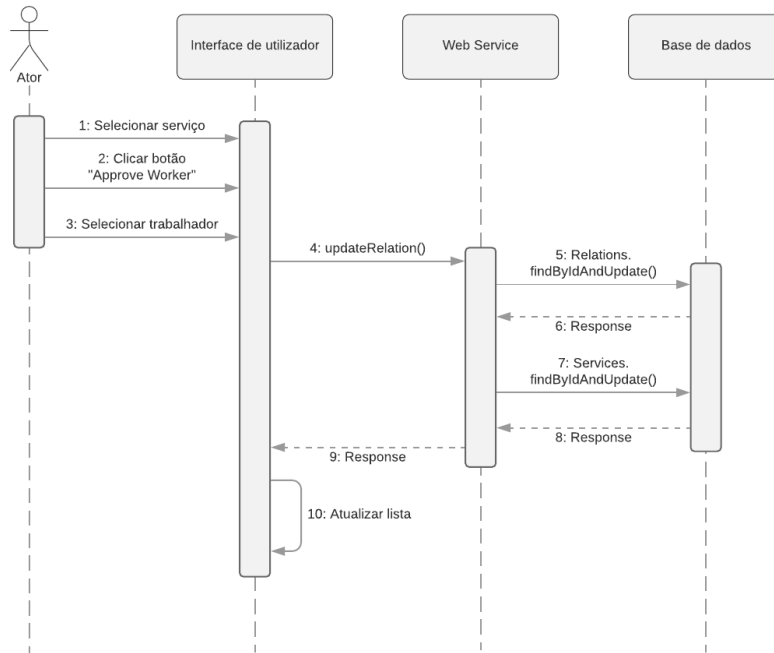 Ator
Interface de utilizador
Web Service
Base de dados
1: Selecionar serviço
2: Clicar botão
"Approve Worker"
3: Selecionar trabalhador
4: updateRelation()
5: Relations.
findByIdAndUpdate()
6: Response
7: Services.
findByIdAndUpdate()
8: Response
9: Response
10: Atualizar lista